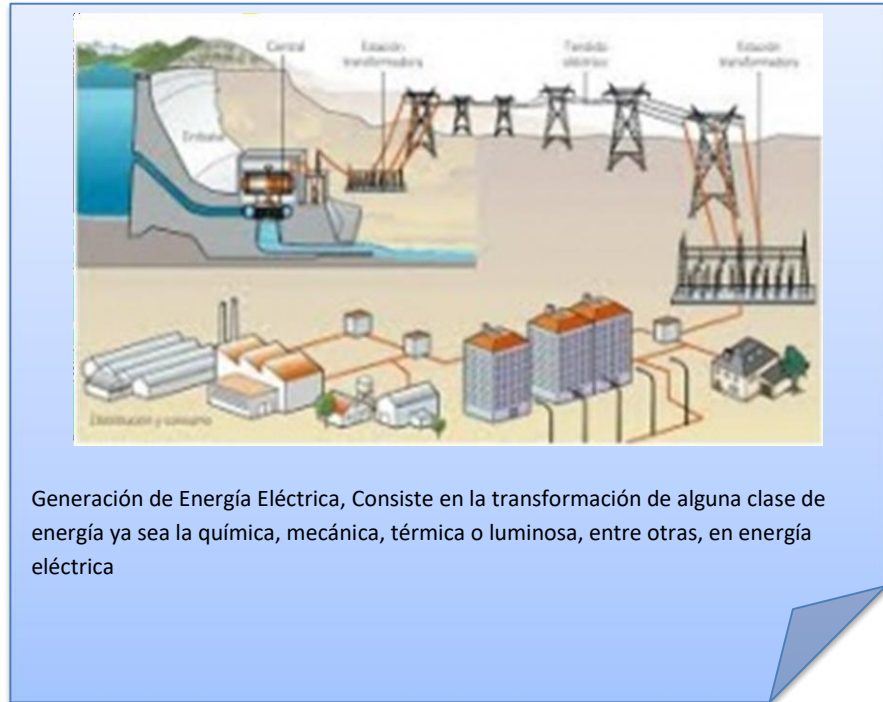 Central
Estación
transformadora
Tendido
eléctrico
Estación
transformadora
Embalse
Distribución y consumo
Generación de Energía Eléctrica, Consiste en la transformación de alguna clase de
energía ya sea la química, mecánica, térmica o luminosa, entre otras, en energía
eléctrica